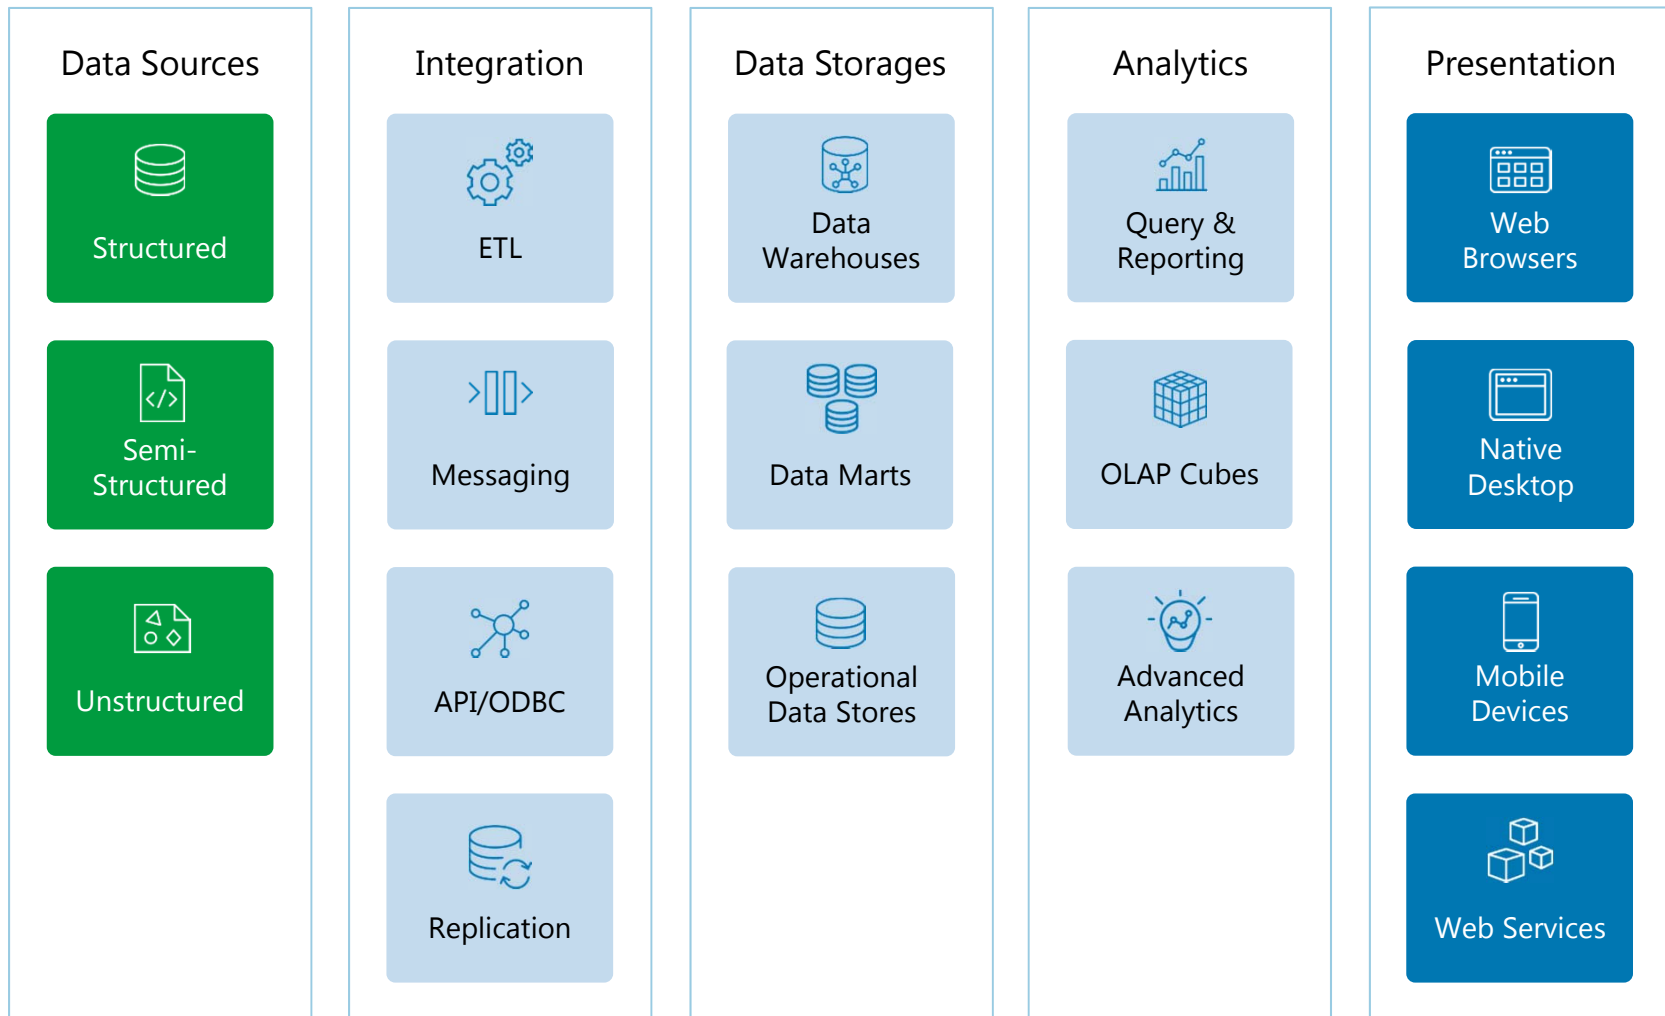 Data Sources
Structured
Semi-
Structured
Unstructured
Integration
ETL
Messaging
API/ODBC
Replication
Data Storages
Data
Warehouses
Data Marts
Operational
Data Stores
Analytics
Query &
Reporting
OLAP Cubes
Advanced
Analytics
Presentation
Web
Browsers
Native
Desktop
Mobile
Devices
Web Services